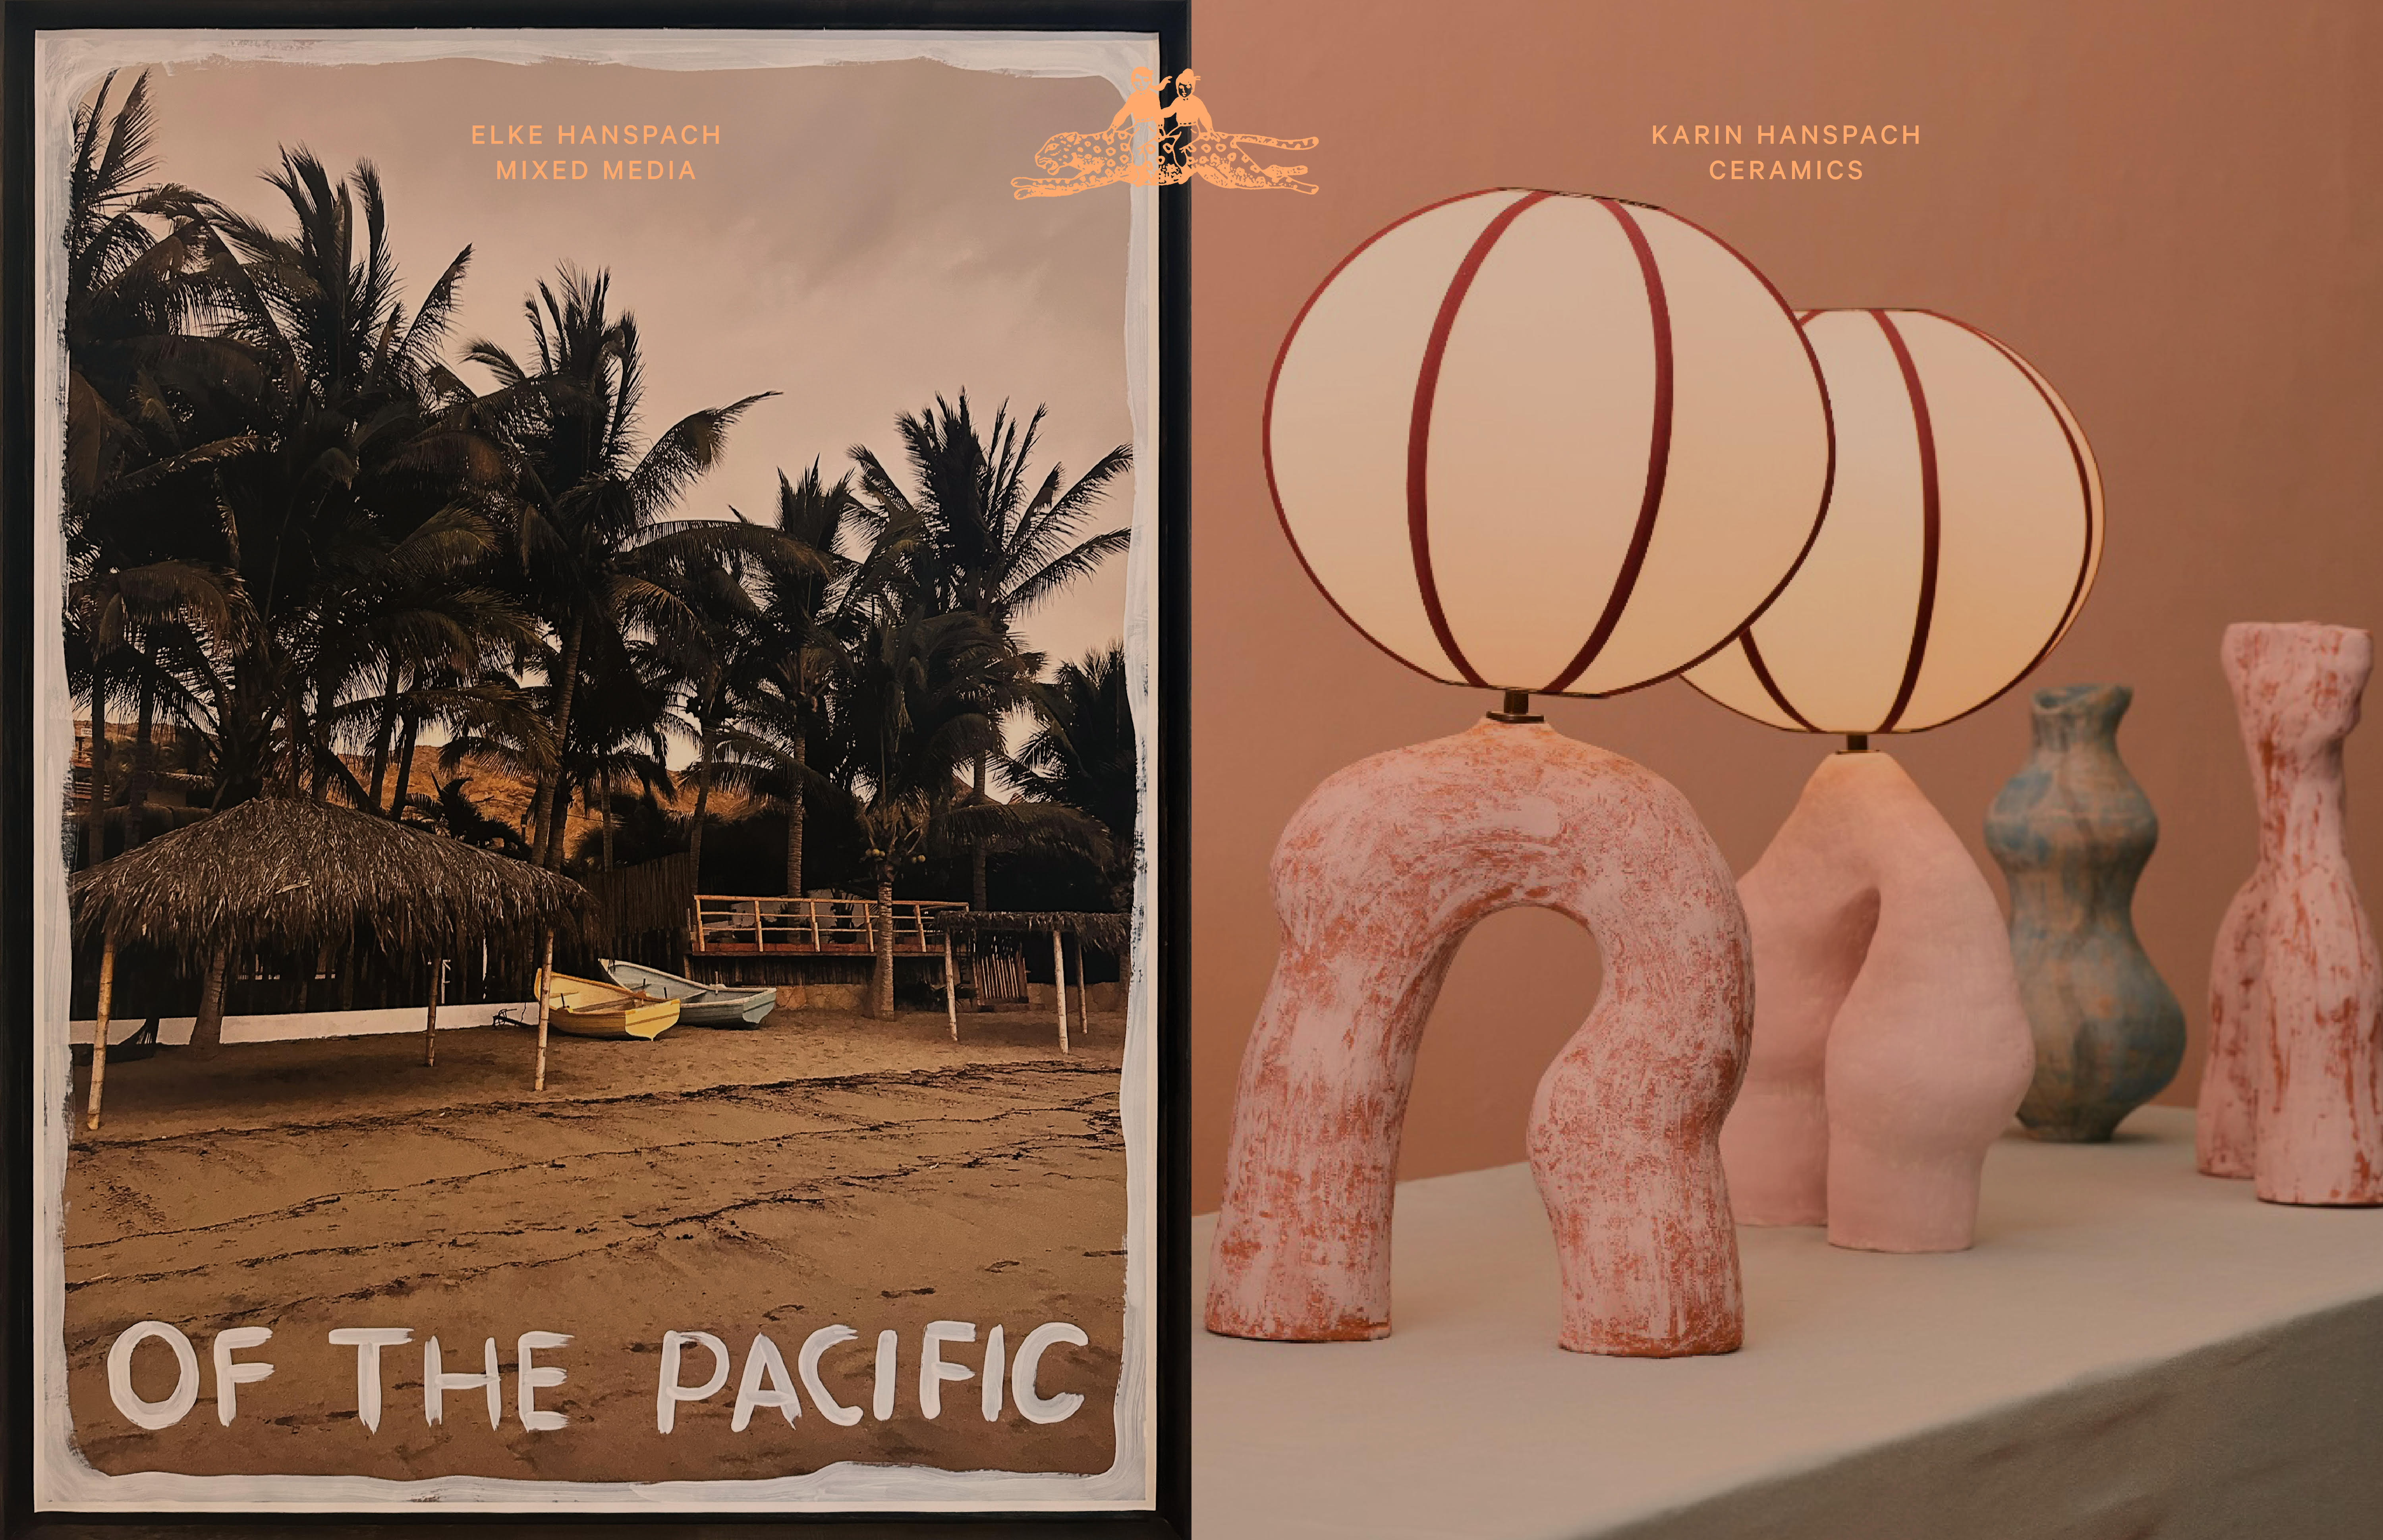 ELKE HANSPACH
MIXED MEDIA
KARIN HANSPACH
CERAMICS
OF THE PACIFIC